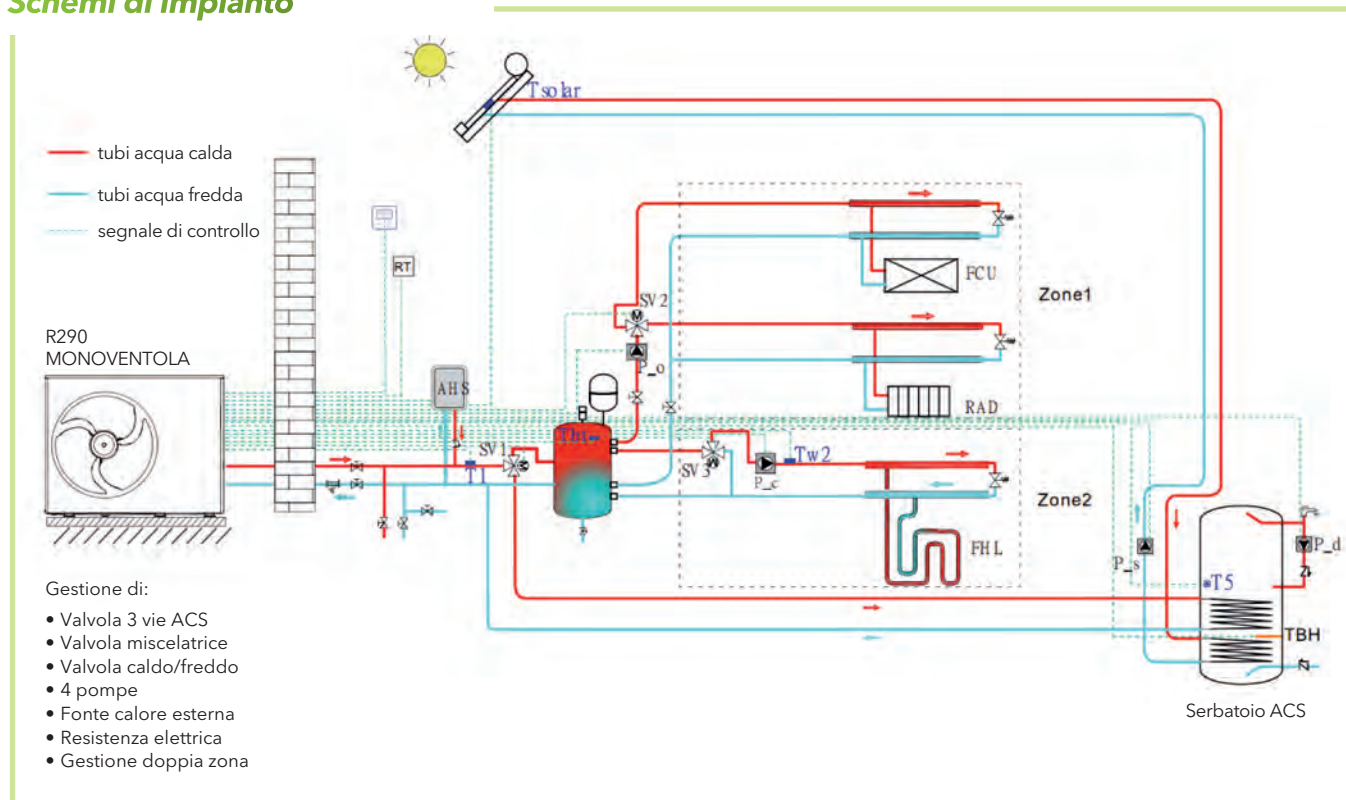 Schemi di impianto
Tsolar
tubi acqua calda
tubi acqua fredda
segnale di controllo
RT
FCU
Zone1
SV2
M
R290
MONOVENTOLA
P_o
AHS
RAD
Tbt
SV1
M
T1
SV3
M
Tw2
P_c
Zone2
FHL
P_s
P_d
T5
TBH
Serbatoio ACS
Gestione di:
• Valvola 3 vie ACS
• Valvola miscelatrice
• Valvola caldo/freddo
• 4 pompe
• Fonte calore esterna
• Resistenza elettrica
• Gestione doppia zona